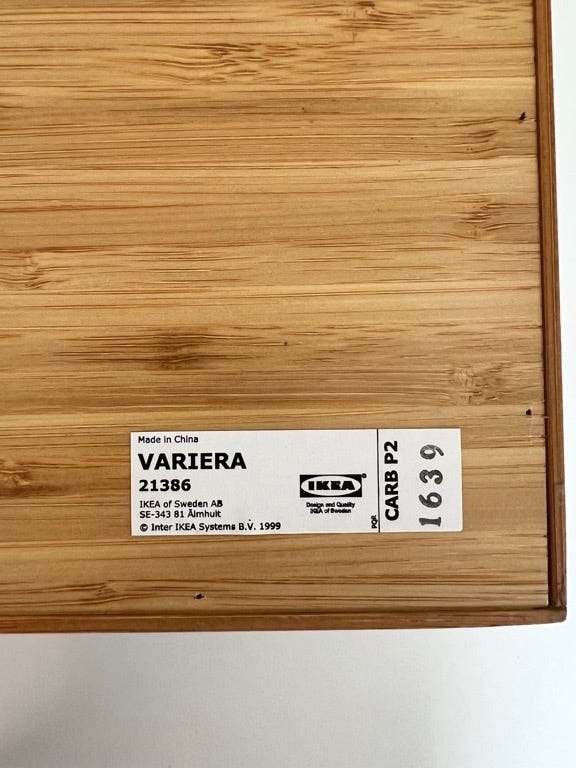 Made in China
VARIERA
21386
IKEA of Sweden AB
SE-343 81 Älmhult
© Inter IKEA Systems B.V. 1999
IKEA®
Design and Quality
IKEA of Sweden
PQR
CARB P2
1639